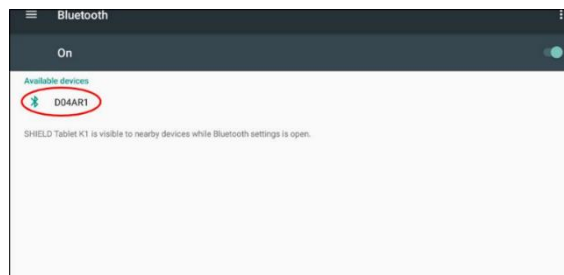 Bluetooth
On
Available devices
D04AR1
SHIELD Tablet K1 is visible to nearby devices while Bluetooth settings is open.